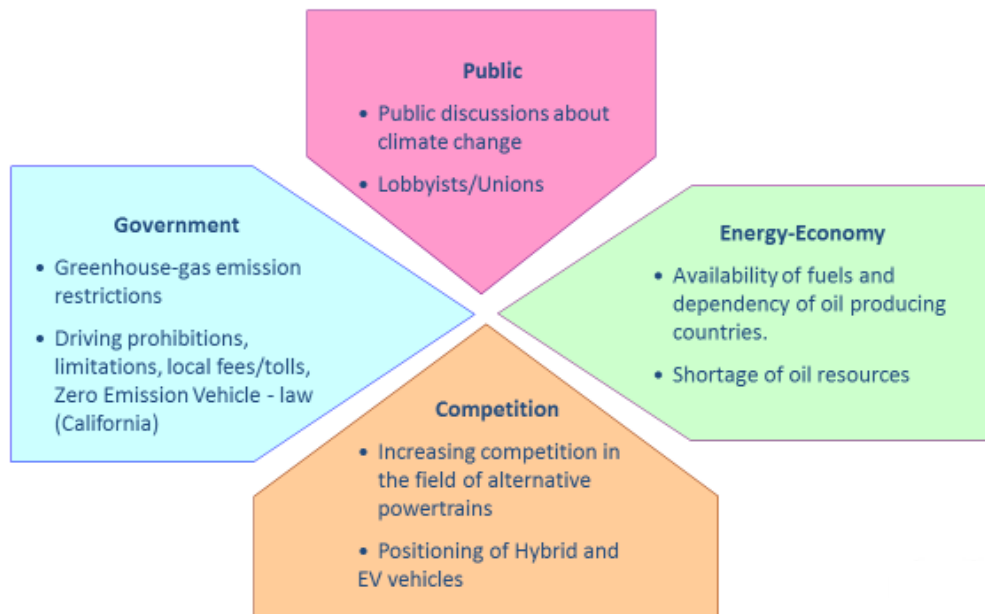 Public
• Public discussions about
climate change
• Lobbyists/Unions
Government
• Greenhouse-gas emission
restrictions
• Driving prohibitions,
limitations, local fees/tolls,
Zero Emission Vehicle - law
(California)
Energy-Economy
• Availability of fuels and
dependency of oil producing
countries.
• Shortage of oil resources
Competition
• Increasing competition in
the field of alternative
powertrains
• Positioning of Hybrid and
EV vehicles